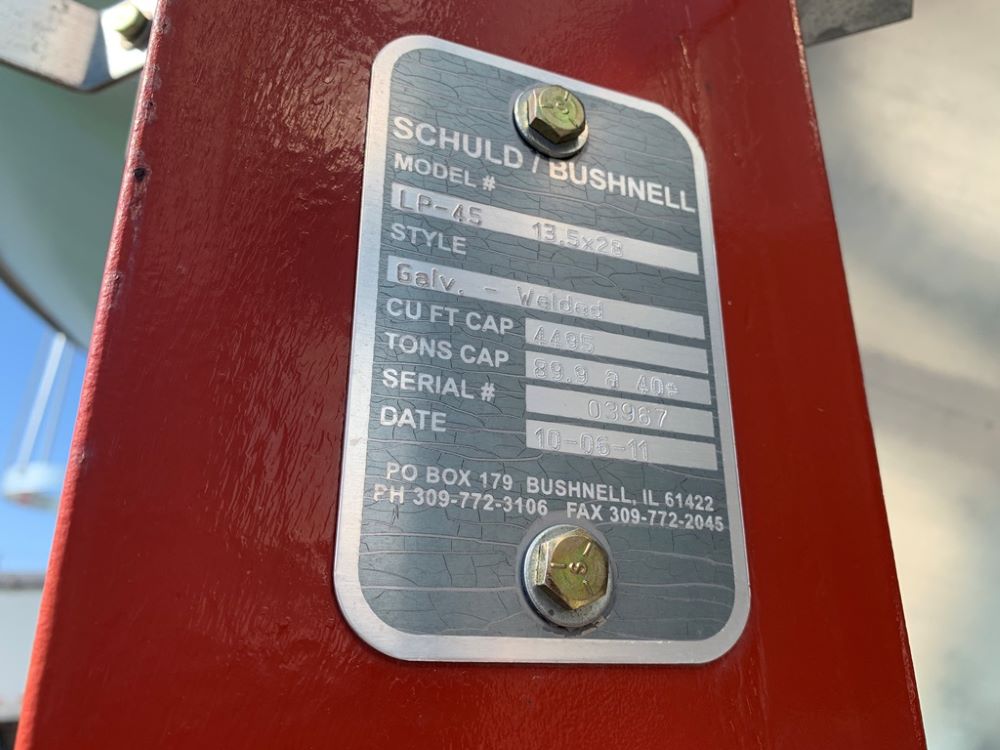 SCHULD / BUSHNELL
MODEL #
LP-45 13.5x28
STYLE
Galv. - Welded
CU FT CAP 4495
TONS CAP 89.9 @ 40#
SERIAL # 03967
DATE 10-06-11
PO BOX 179 BUSHNELL, IL 61422
PH 309-772-3106 FAX 309-772-2045